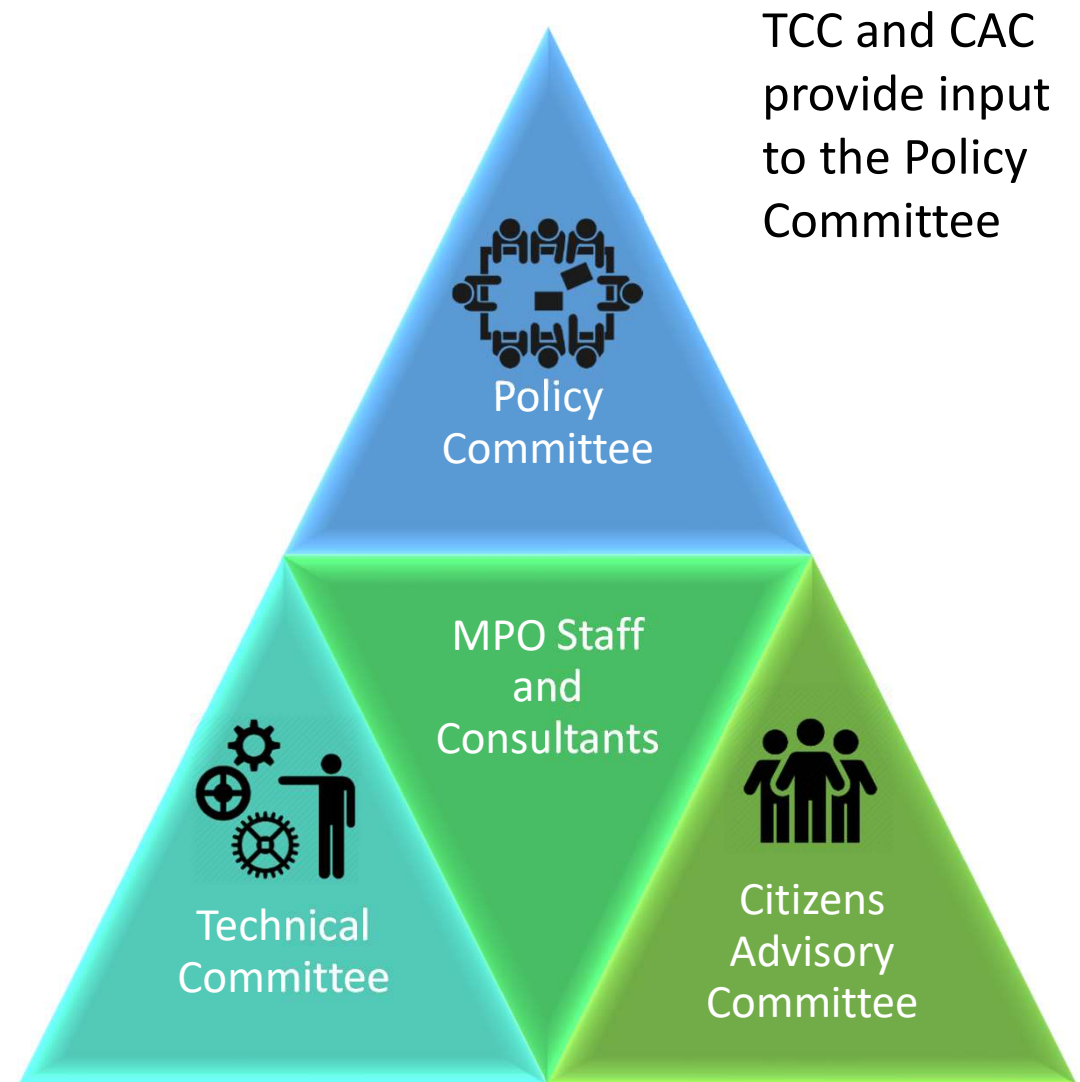 TCC and CAC
provide input
to the Policy
Committee
Policy
Committee
MPO Staff
and
Consultants
Technical
Committee
Citizens
Advisory
Committee